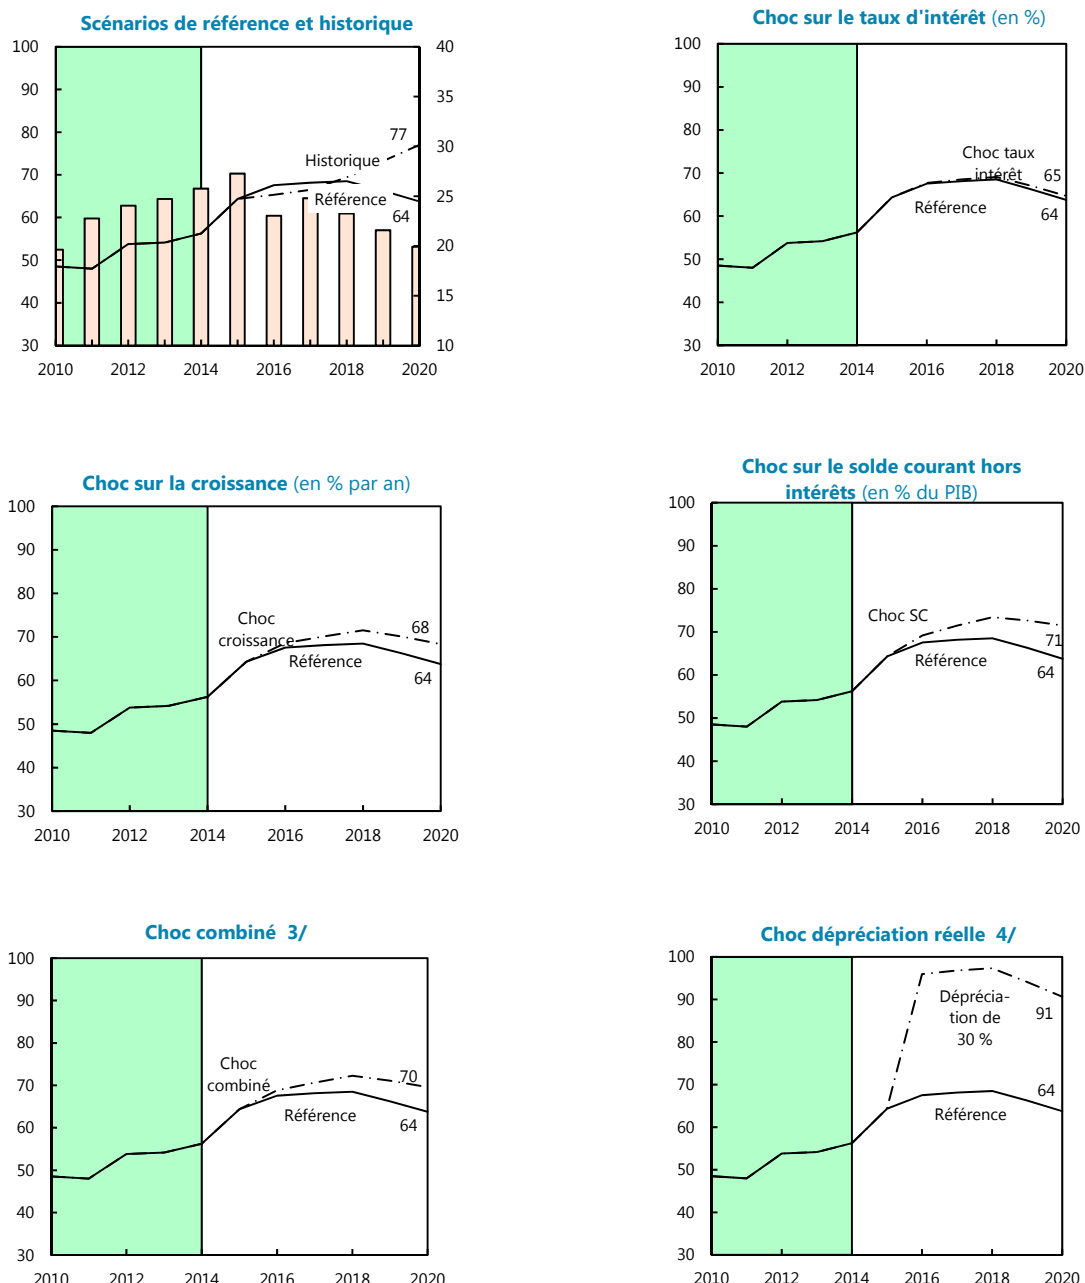 Scénarios de référence et historique
100
90
80
70
60
50
40
30
40
35
30
25
20
15
10
77
Historique
Référence
64
2010 2012 2014 2016 2018 2020
Choc sur le taux d'intérêt (en %)
100
90
80
70
60
50
40
30
Choc taux
intérêt
65
Référence
64
2010 2012 2014 2016 2018 2020
Choc sur la croissance (en % par an)
100
90
80
70
60
50
40
30
Choc
croissance
68
Référence
64
2010 2012 2014 2016 2018 2020
Choc sur le solde courant hors
intérêts (en % du PIB)
100
90
80
70
60
50
40
30
Choc SC
71
Référence
64
2010 2012 2014 2016 2018 2020
Choc combiné 3/
100
90
80
70
60
50
40
30
Choc
combiné
70
Référence
64
2010 2012 2014 2016 2018 2020
Choc dépréciation réelle 4/
100
90
80
70
60
50
40
30
Déprécia-
tion de
30 %
91
64
Référence
2010 2012 2014 2016 2018 2020